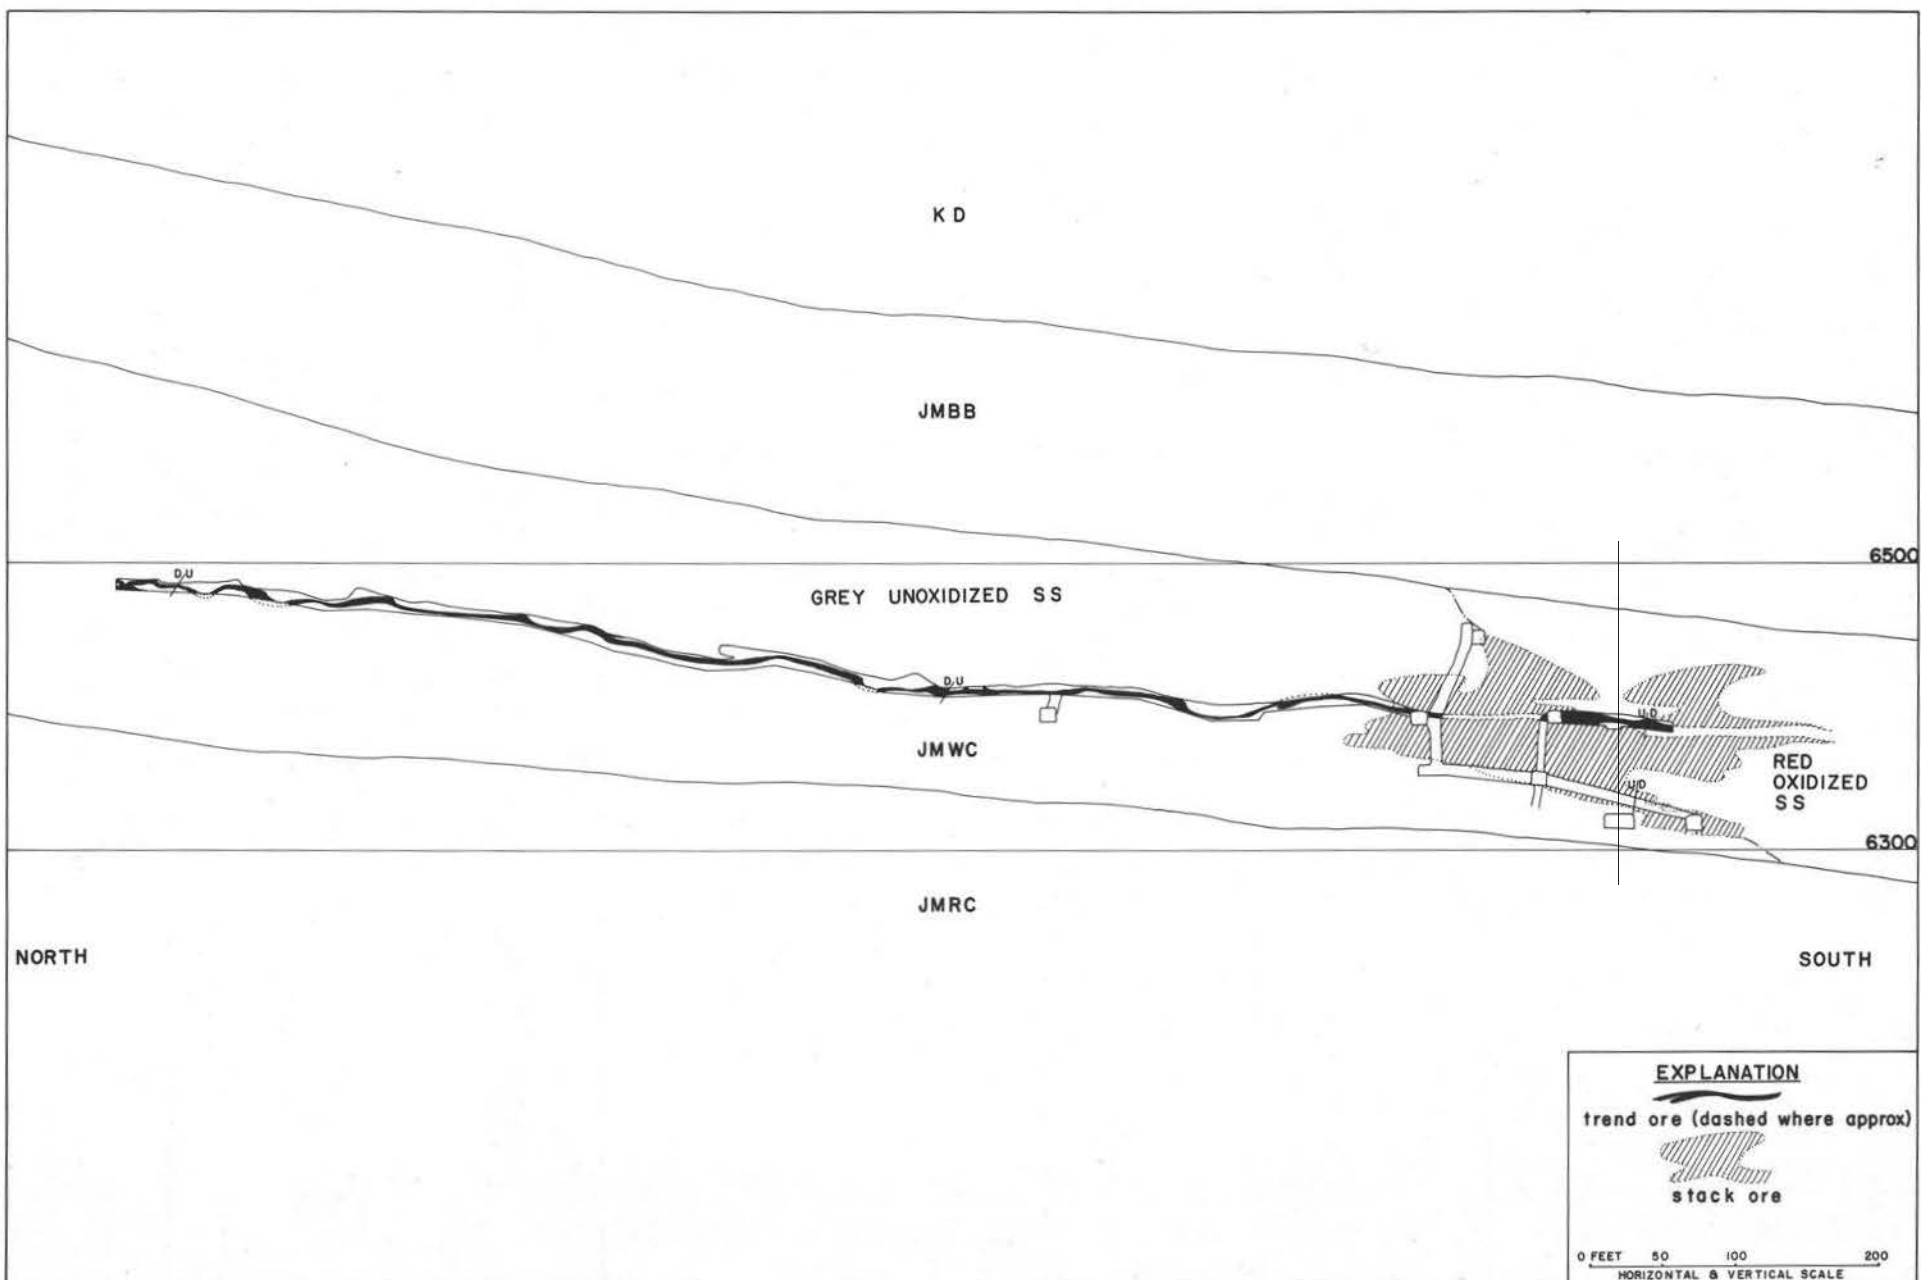 K D
JMBB
6500
D/U
GREY UNOXIDIZED SS
D/U
U/D
JMWC
RED
OXIDIZED
SS
U/D
6300
JMRC
NORTH
SOUTH
EXPLANATION
trend ore (dashed where approx)
stack ore
0 FEET 50 100 200
HORIZONTAL & VERTICAL SCALE